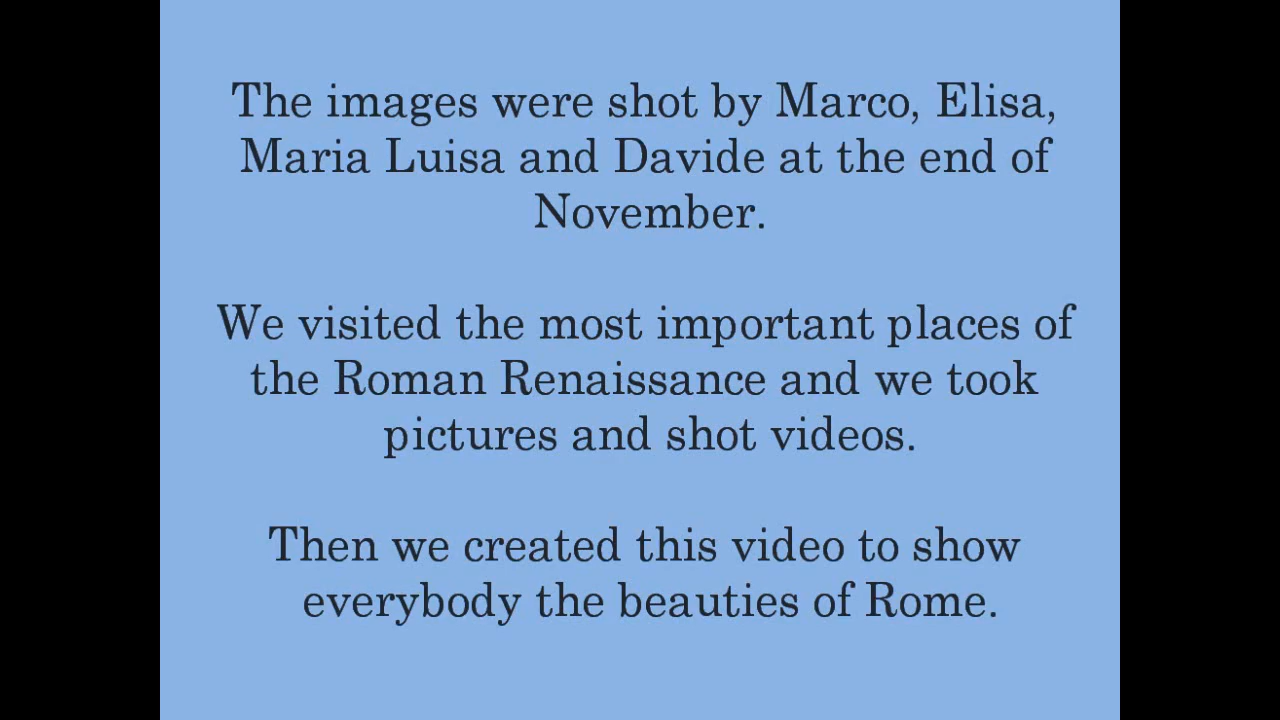 The images were shot by Marco, Elisa,
Maria Luisa and Davide at the end of
November.
We visited the most important places of
the Roman Renaissance and we took
pictures and shot videos.
Then we created this video to show
everybody the beauties of Rome.